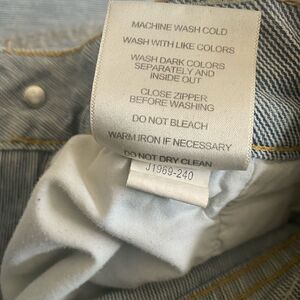 MACHINE WASH COLD
WASH WITH LIKE COLORS
WASH DARK COLORS
SEPARATELY AND
INSIDE OUT
CLOSE ZIPPER
BEFORE WASHING
DO NOT BLEACH
WARM IRON IF NECESSARY
DO NOT DRY CLEAN
J1969-240